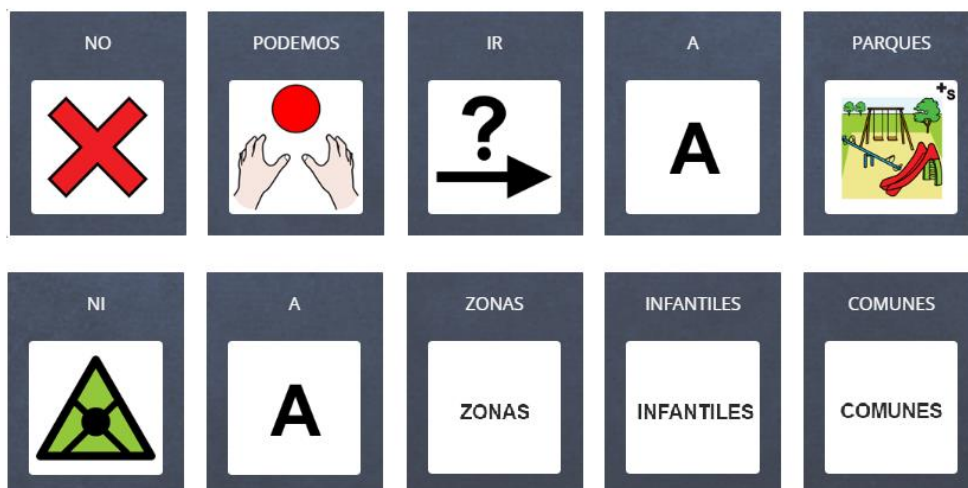 NO PODEMOS IR A PARQUES
? A +s
NI A ZONAS INFANTILES COMUNES
A ZONAS INFANTILES COMUNES